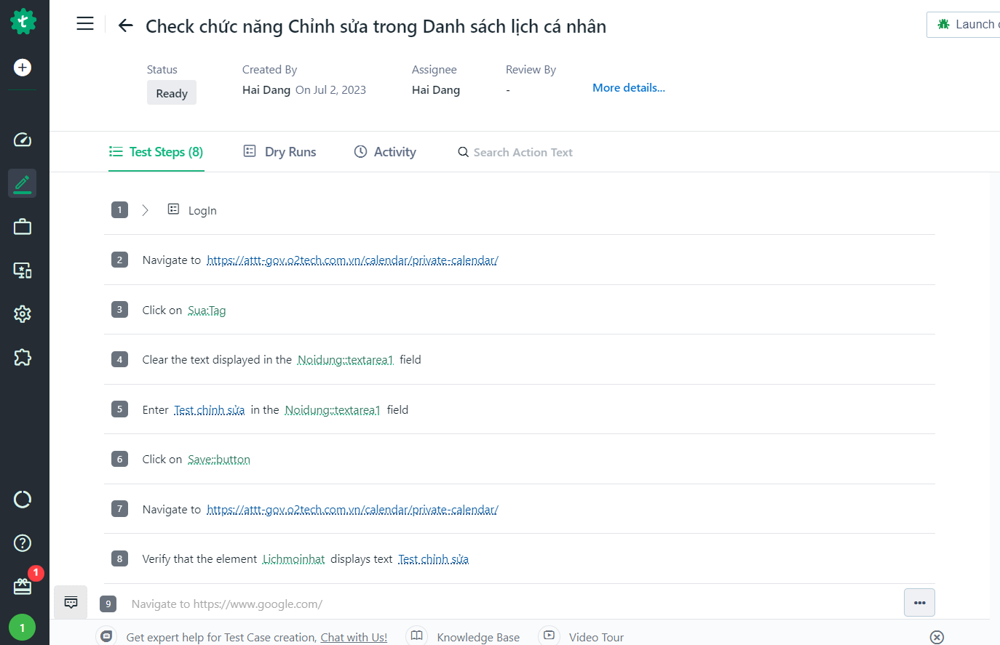 Check chức năng Chỉnh sửa trong Danh sách lịch cá nhân
Launch
Status
Created By
Assignee
Review By
Ready
Hai Dang On Jul 2, 2023
Hai Dang
-
More details...
Test Steps (8)
Dry Runs
Activity
Search Action Text
1 LogIn
2 Navigate to https://attt-gov.o2tech.com.vn/calendar/private-calendar/
3 Click on Sua:Tag
4 Clear the text displayed in the Noidung::textarea1 field
5 Enter Test chỉnh sửa in the Noidung::textarea1 field
6 Click on Save::button
7 Navigate to https://attt-gov.o2tech.com.vn/calendar/private-calendar/
8 Verify that the element Lichmoinhat displays text Test chỉnh sửa
9 Navigate to https://www.google.com/
1
1
Get expert help for Test Case creation, Chat with Us!
Knowledge Base
Video Tour